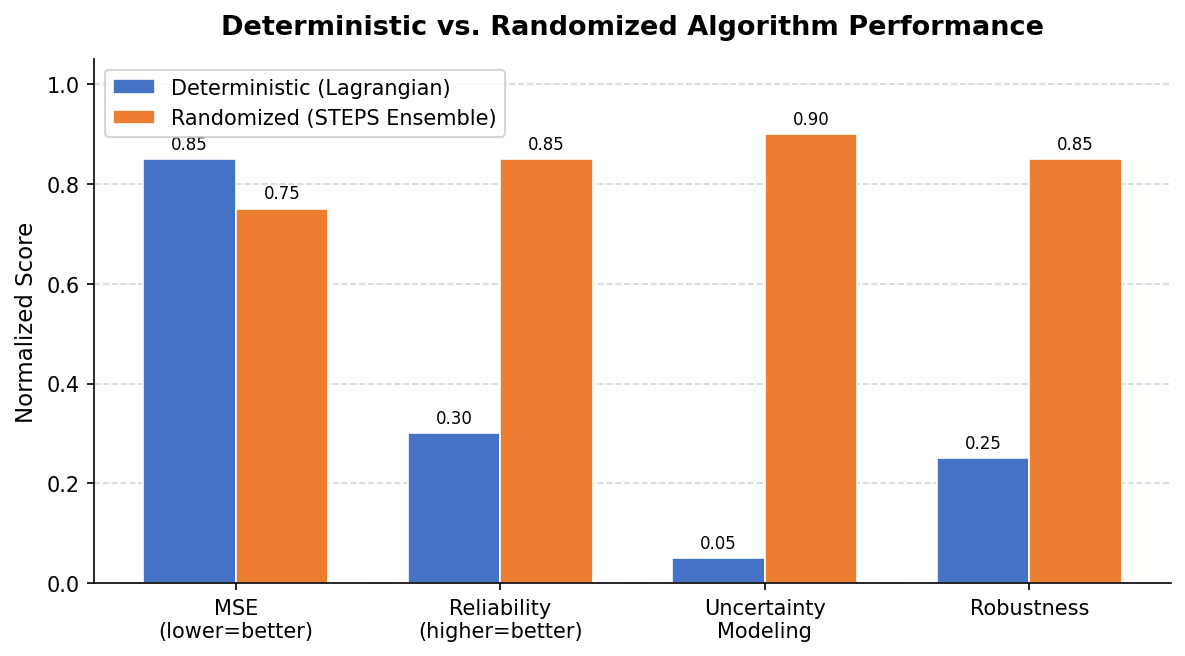 Deterministic vs. Randomized Algorithm Performance
Deterministic (Lagrangian)
Randomized (STEPS Ensemble)
Normalized Score
1.0
0.8
0.6
0.4
0.2
0.0
0.85
0.75
0.30
0.85
0.05
0.90
0.25
0.85
MSE
(lower=better)
Reliability
(higher=better)
Uncertainty
Modeling
Robustness